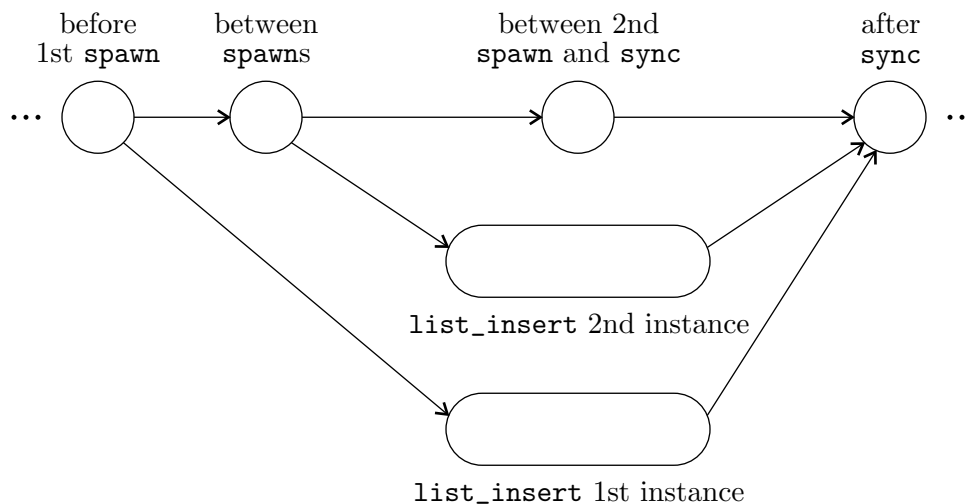 before
1st spawn
between
spawns
between 2nd
spawn and sync
after
sync
...
..
list_insert 2nd instance
list_insert 1st instance